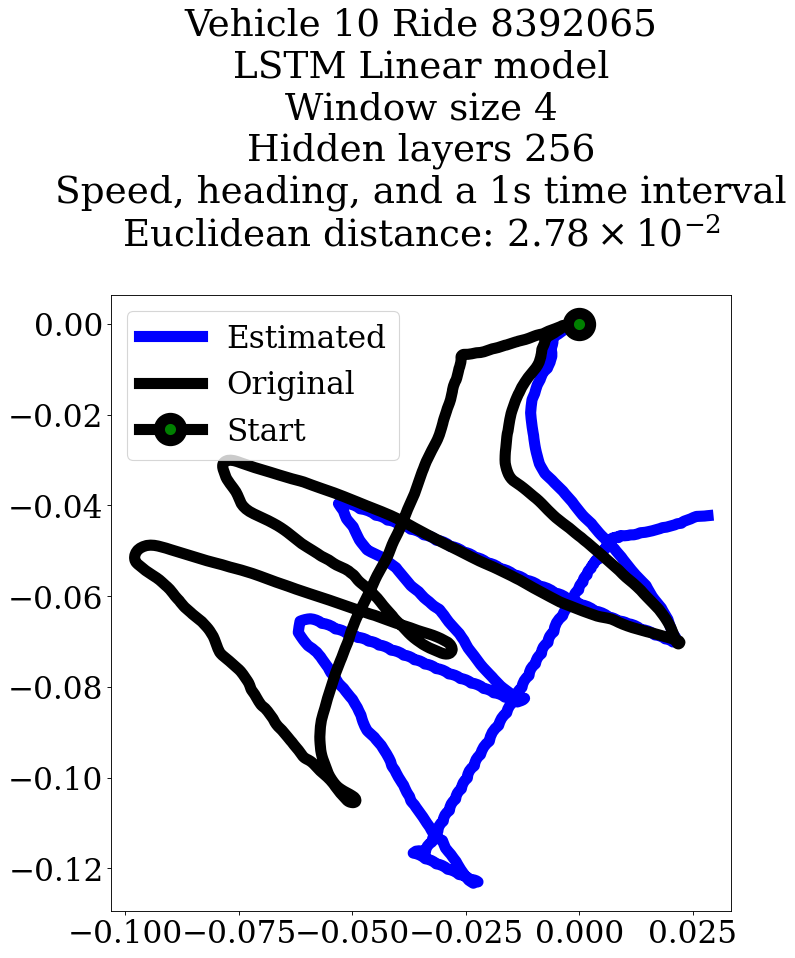 Vehicle 10 Ride 8392065
LSTM Linear model
Window size 4
Hidden layers 256
Speed, heading, and a 1s time interval
Euclidean distance: 2.78 × 10⁻²
Estimated
Original
Start
0.00
−0.02
−0.04
−0.06
−0.08
−0.10
−0.12
−0.100 −0.075 −0.050 −0.025 0.000 0.025